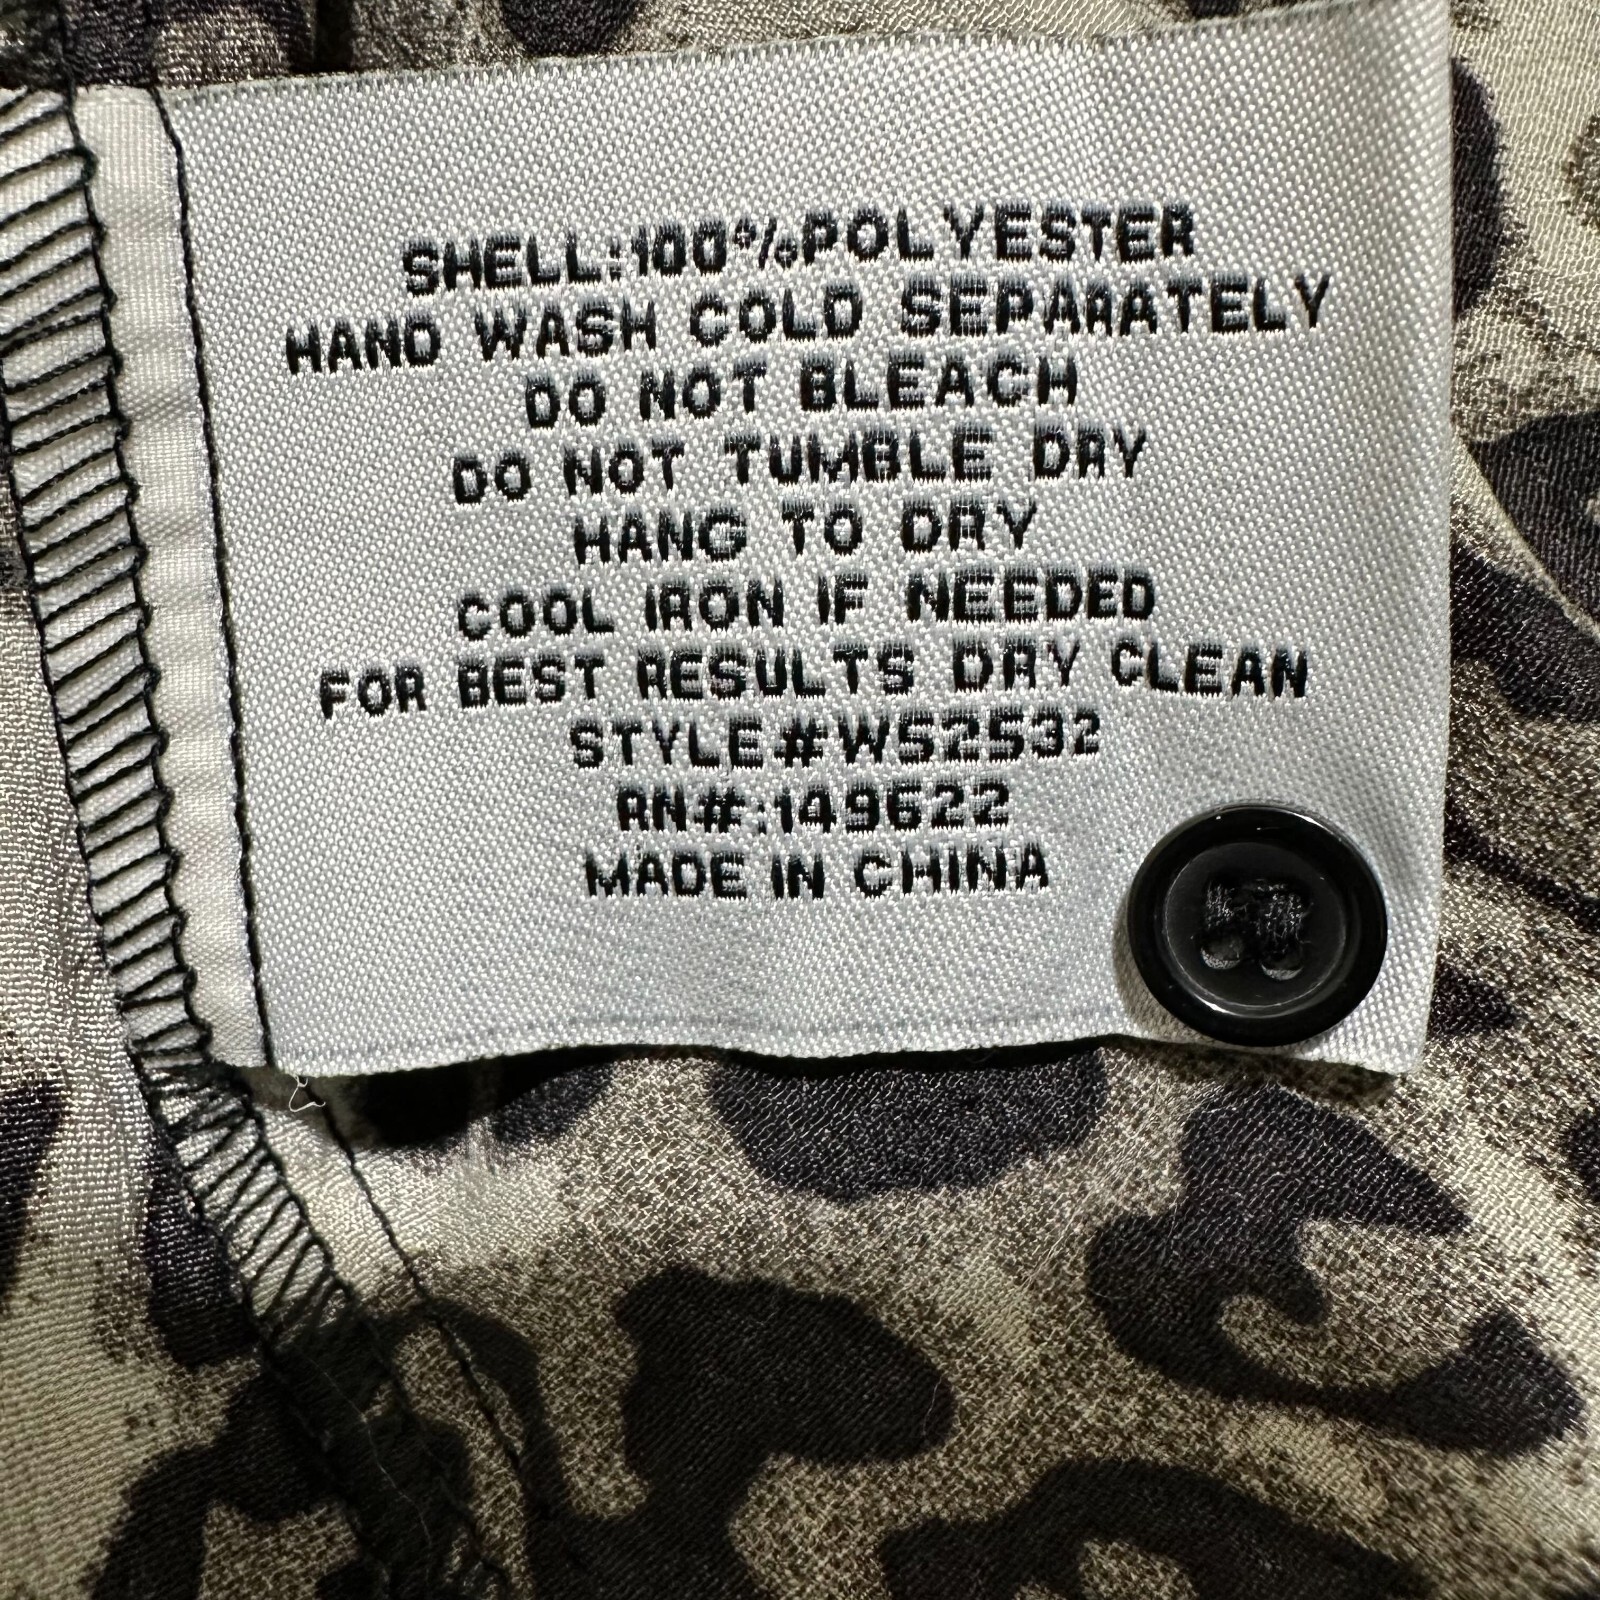 SHELL:100%POLYESTER
HAND WASH COLD SEPARATELY
DO NOT BLEACH
DO NOT TUMBLE DRY
HANG TO DRY
COOL IRON IF NEEDED
FOR BEST RESULTS DRY CLEAN
STYLE#WS2532
RN#:149622
MADE IN CHINA